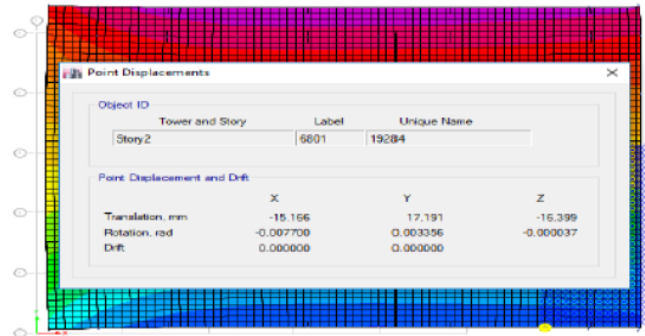 Point Displacements
Object ID
Tower and Story Label Unique Name
Story2 6801 19284
Point Displacement and Drift
X Y Z
Translation, mm -15.166 17.191 -16.399
Rotation, rad -0.007700 0.003356 -0.000037
Drift 0.000000 0.000000